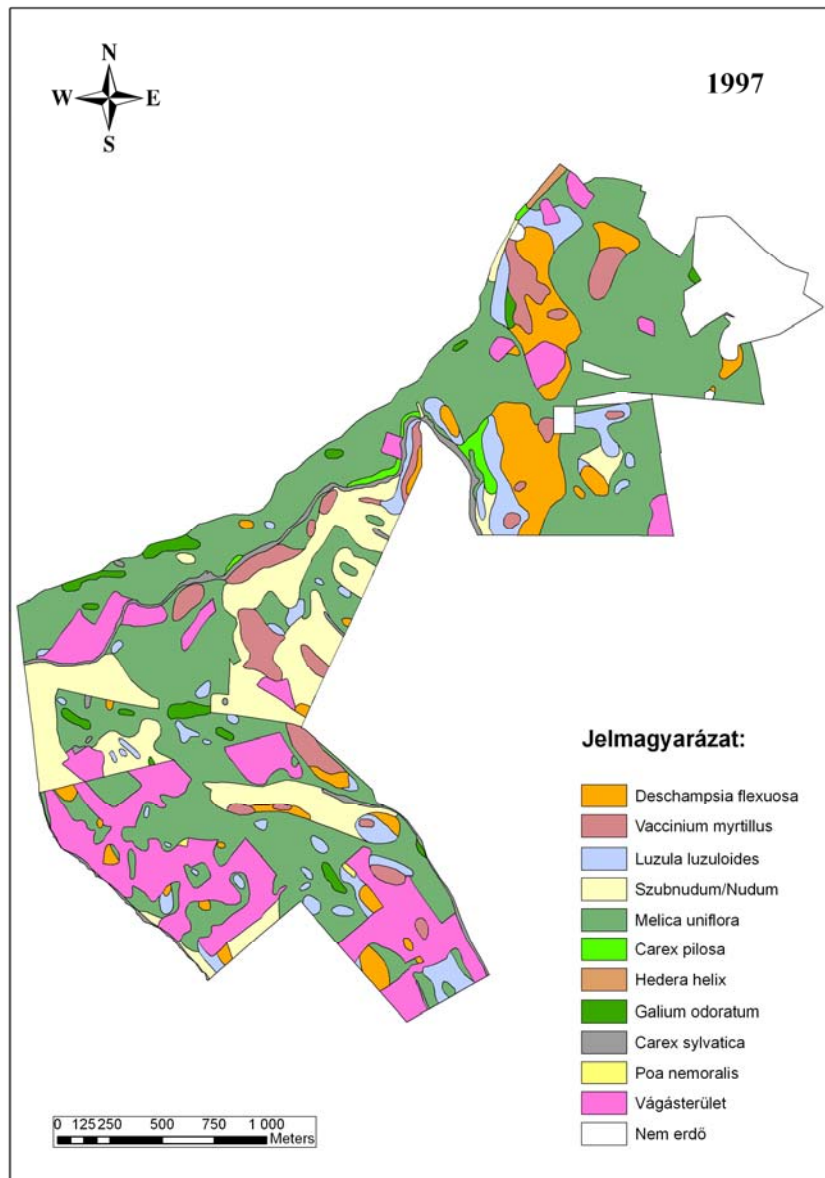 N
1997
W E
S
Jelmagyarázat:
Deschampsia flexuosa
Vaccinium myrtillus
Luzula luzuloides
Szubnudum/Nudum
Melica uniflora
Carex pilosa
Hedera helix
Galium odoratum
Carex sylvatica
Poa nemoralis
Vágásterület
Nem erdő
0 125 250 500 750 1 000
Meters